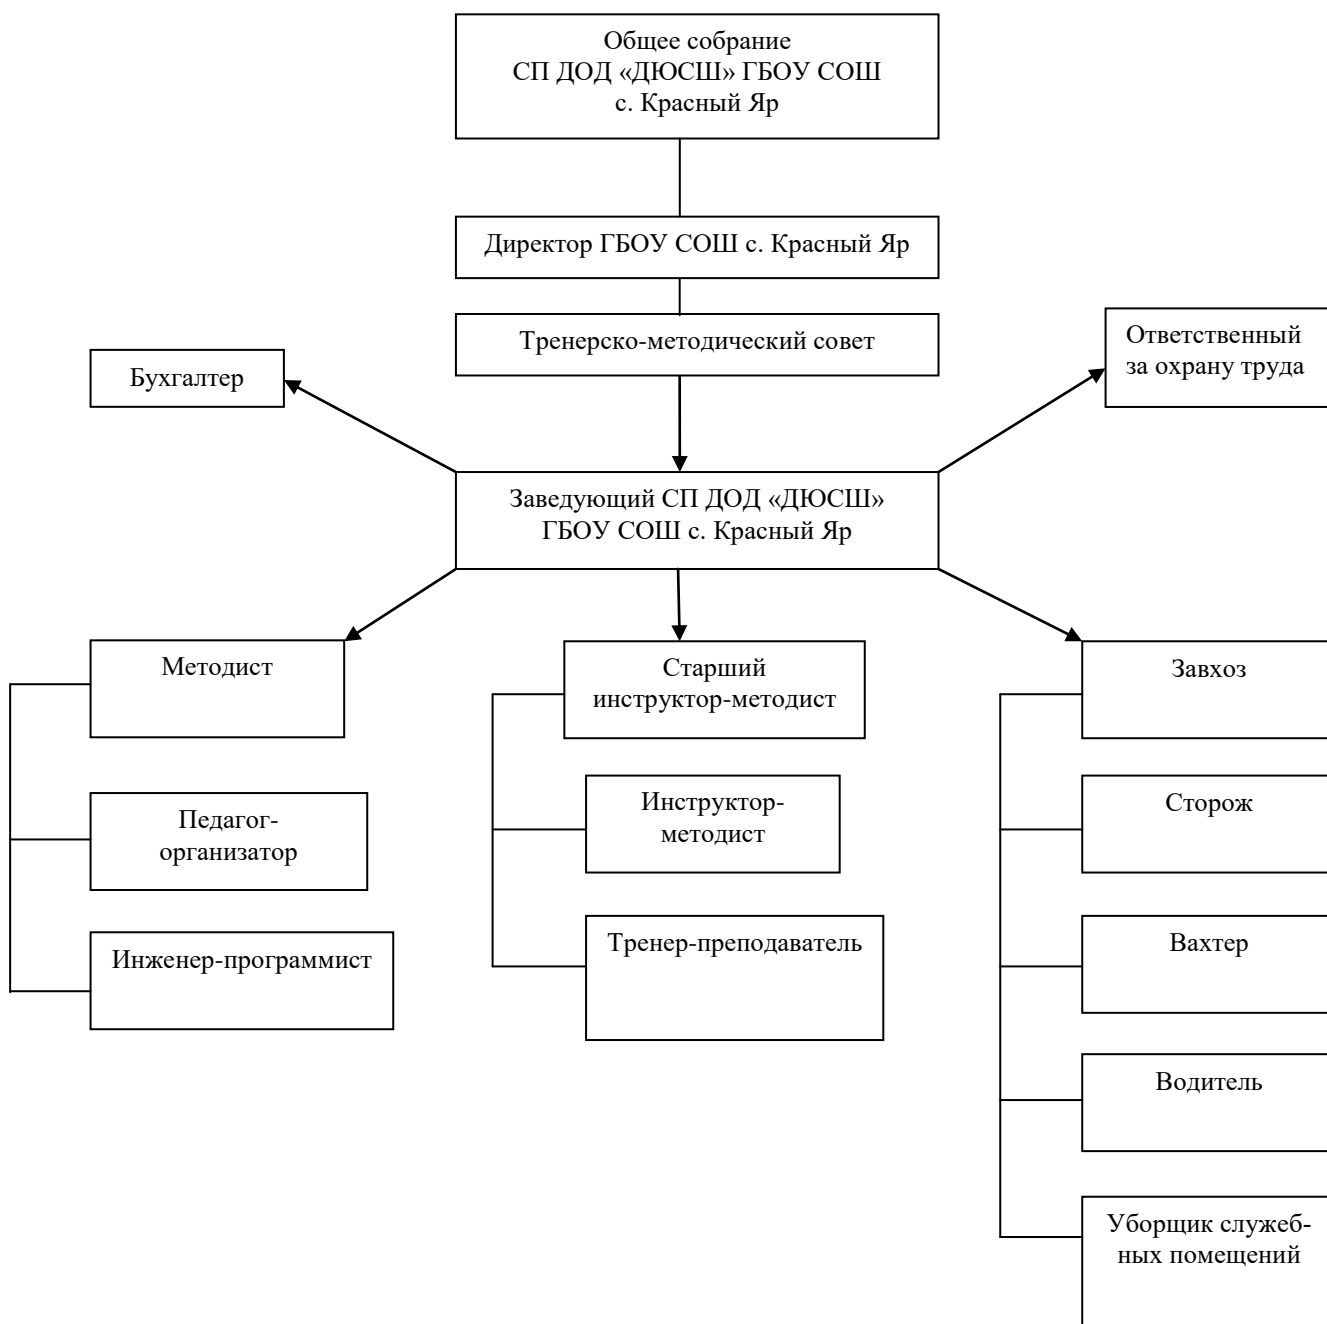 Общее собрание
СП ДОД «ДЮСШ» ГБОУ СОШ
с. Красный Яр
Директор ГБОУ СОШ с. Красный Яр
Тренерско-методический совет
Бухгалтер
Ответственный
за охрану труда
Заведующий СП ДОД «ДЮСШ»
ГБОУ СОШ с. Красный Яр
Методист
Педагог-
организатор
Инженер-программист
Старший
инструктор-методист
Инструктор-
методист
Тренер-преподаватель
Завхоз
Сторож
Вахтер
Водитель
Уборщик служеб-
ных помещений